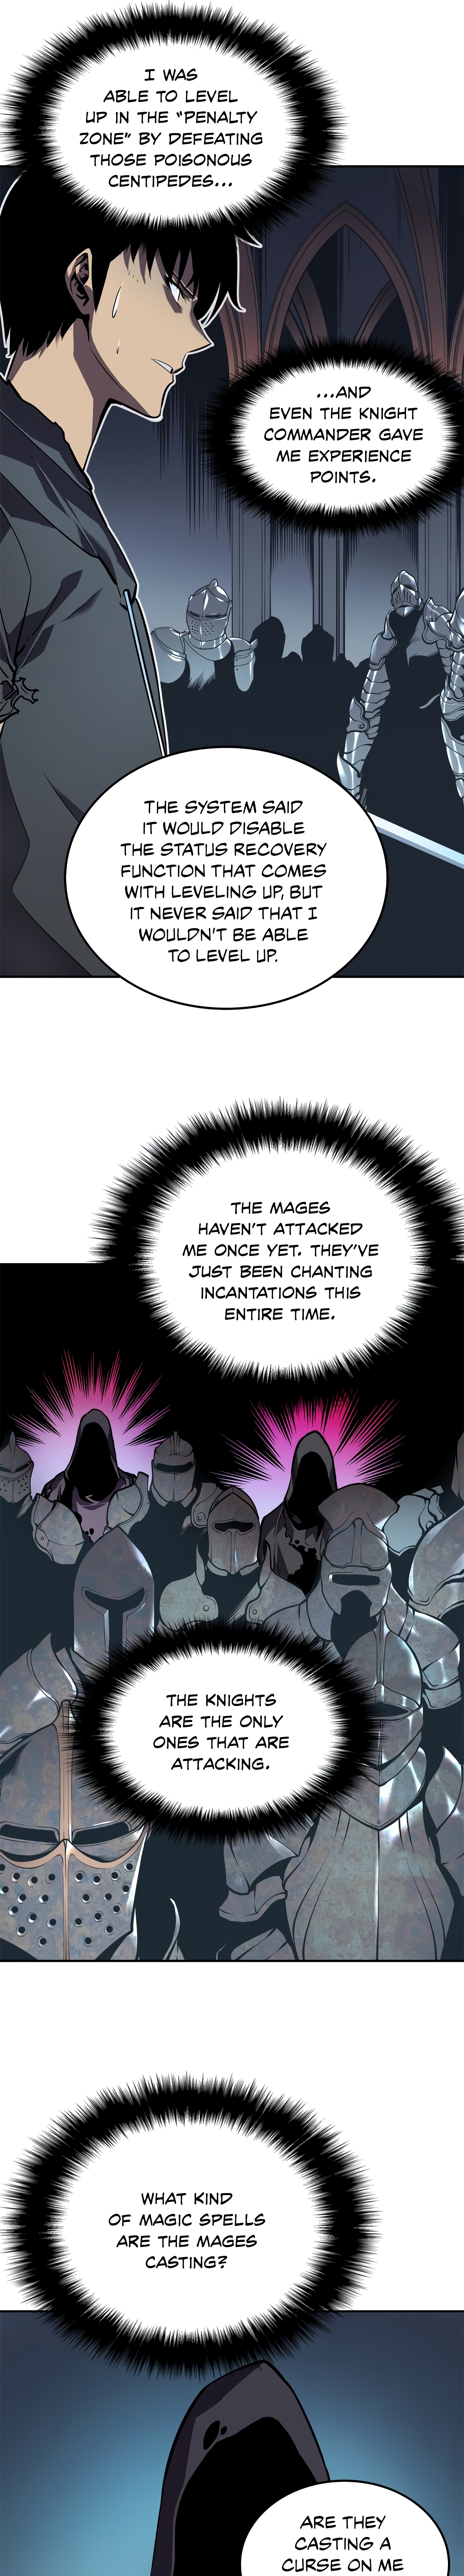 I WAS
ABLE TO LEVEL
UP IN THE "PENALTY
ZONE" BY DEFEATING
THOSE POISONOUS
CENTIPEDES...
...AND
EVEN THE KNIGHT
COMMANDER GAVE
ME EXPERIENCE
POINTS.
THE SYSTEM SAID
IT WOULD DISABLE
THE STATUS RECOVERY
FUNCTION THAT COMES
WITH LEVELING UP, BUT
IT NEVER SAID THAT I
WOULDN'T BE ABLE
TO LEVEL UP.
THE MAGES
HAVEN'T ATTACKED
ME ONCE YET. THEY'VE
JUST BEEN CHANTING
INCANTATIONS THIS
ENTIRE TIME.
THE KNIGHTS
ARE THE ONLY
ONES THAT ARE
ATTACKING.
WHAT KIND
OF MAGIC SPELLS
ARE THE MAGES
CASTING?
ARE THEY
CASTING A
CURSE ON ME